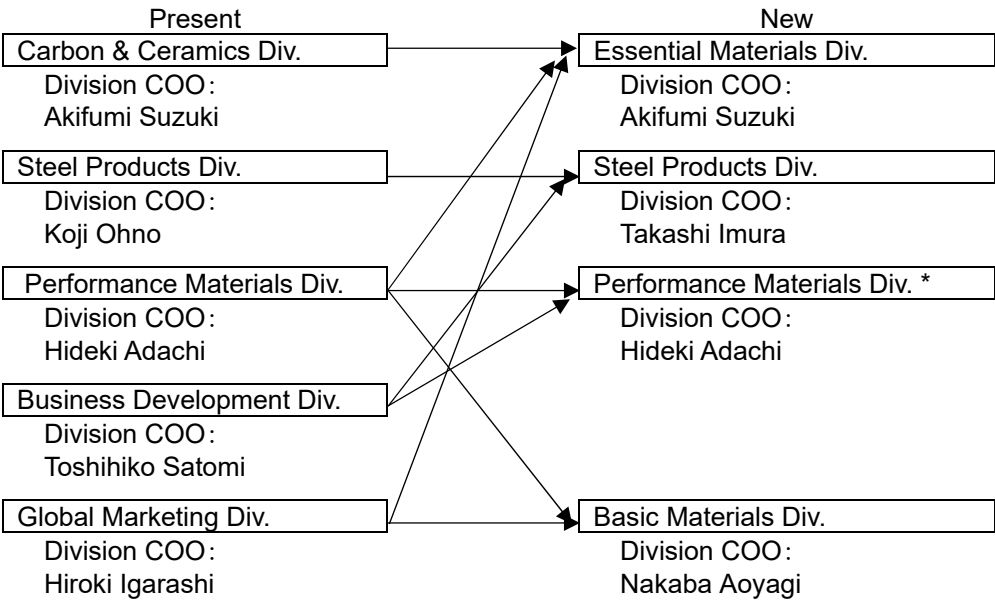 Present
New
Carbon & Ceramics Div.
Essential Materials Div.
Division COO：
Akifumi Suzuki
Division COO：
Akifumi Suzuki
Steel Products Div.
Steel Products Div.
Division COO：
Koji Ohno
Division COO：
Takashi Imura
Performance Materials Div.
Performance Materials Div. *
Division COO：
Hideki Adachi
Division COO：
Hideki Adachi
Business Development Div.
Division COO：
Toshihiko Satomi
Global Marketing Div.
Basic Materials Div.
Division COO：
Hiroki Igarashi
Division COO：
Nakaba Aoyagi